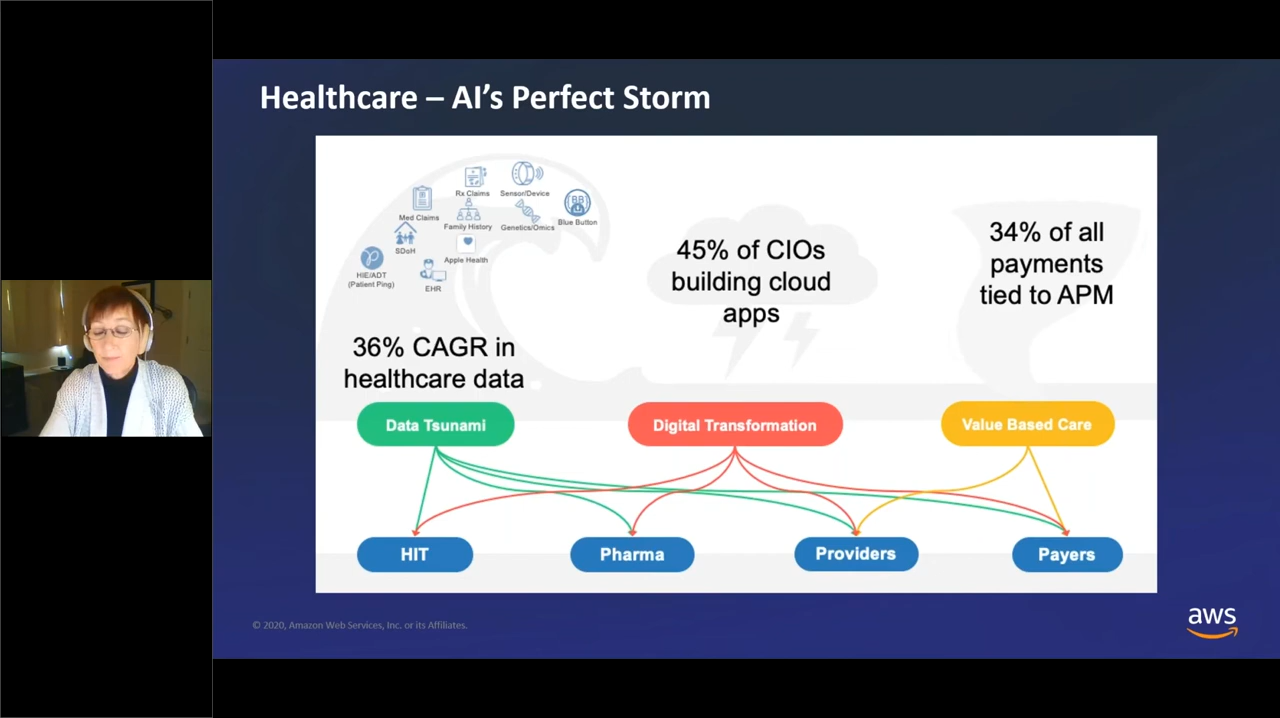 Healthcare – AI's Perfect Storm
Rx Claims
Sensor/Device
Med Claims
BB
Blue Button
Family History
Genetics/Omics
SDoH
Apple Health
HIE/ADT
(Patient Ping)
EHR
36% CAGR in
healthcare data
45% of CIOs
building cloud
apps
34% of all
payments
tied to APM
Data Tsunami
Digital Transformation
Value Based Care
HIT
Pharma
Providers
Payers
© 2020, Amazon Web Services, Inc. or its Affiliates.
aws